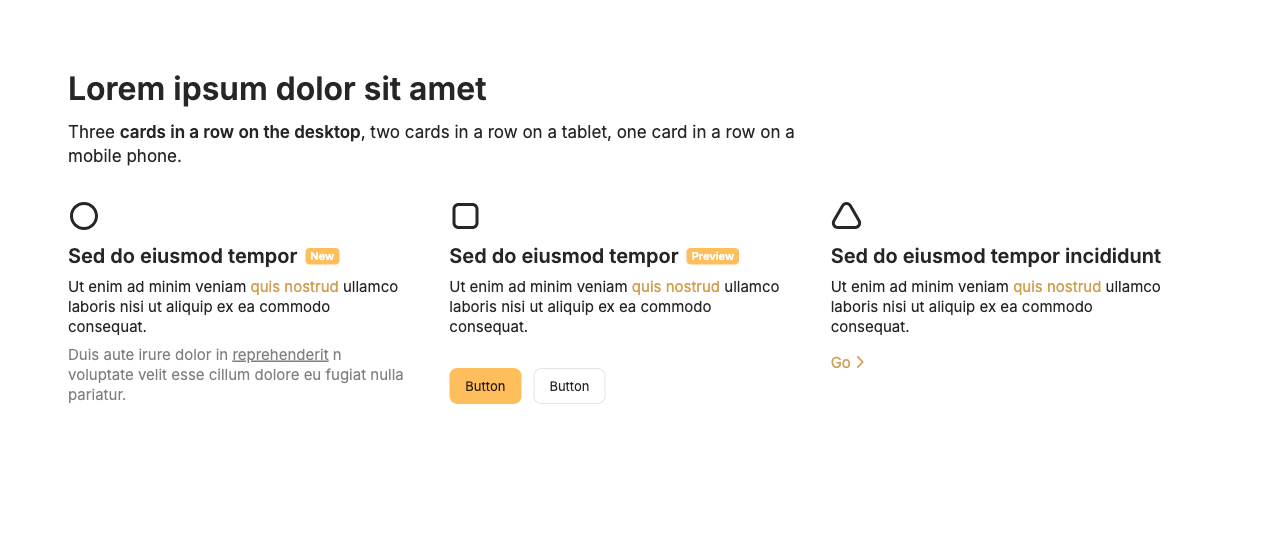 Lorem ipsum dolor sit amet
Three cards in a row on the desktop, two cards in a row on a tablet, one card in a row on a
mobile phone.
Sed do eiusmod tempor New
Ut enim ad minim veniam quis nostrud ullamco
laboris nisi ut aliquip ex ea commodo
consequat.
Duis aute irure dolor in reprehenderit n
voluptate velit esse cillum dolore eu fugiat nulla
pariatur.
Sed do eiusmod tempor Preview
Ut enim ad minim veniam quis nostrud ullamco
laboris nisi ut aliquip ex ea commodo
consequat.
Button Button
Sed do eiusmod tempor incididunt
Ut enim ad minim veniam quis nostrud ullamco
laboris nisi ut aliquip ex ea commodo
consequat.
Go